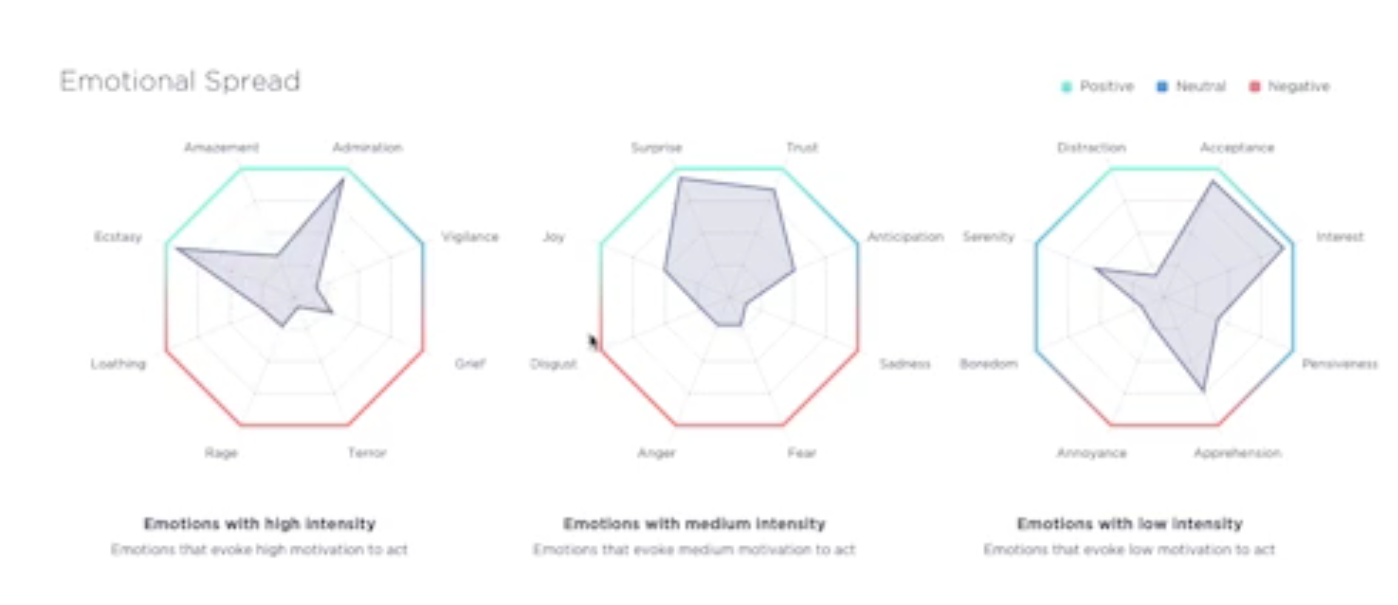 Emotional Spread
Positive Neutral Negative
Amazement Admiration
Ecstasy Vigilance
Loathing Grief
Rage Terror
Emotions with high intensity
Emotions that evoke high motivation to act
Surprise Trust
Joy Anticipation
Disgust Sadness
Anger Fear
Emotions with medium intensity
Emotions that evoke medium motivation to act
Distraction Acceptance
Serenity Interest
Boredom Pensiveness
Annoyance Apprehension
Emotions with low intensity
Emotions that evoke low motivation to act